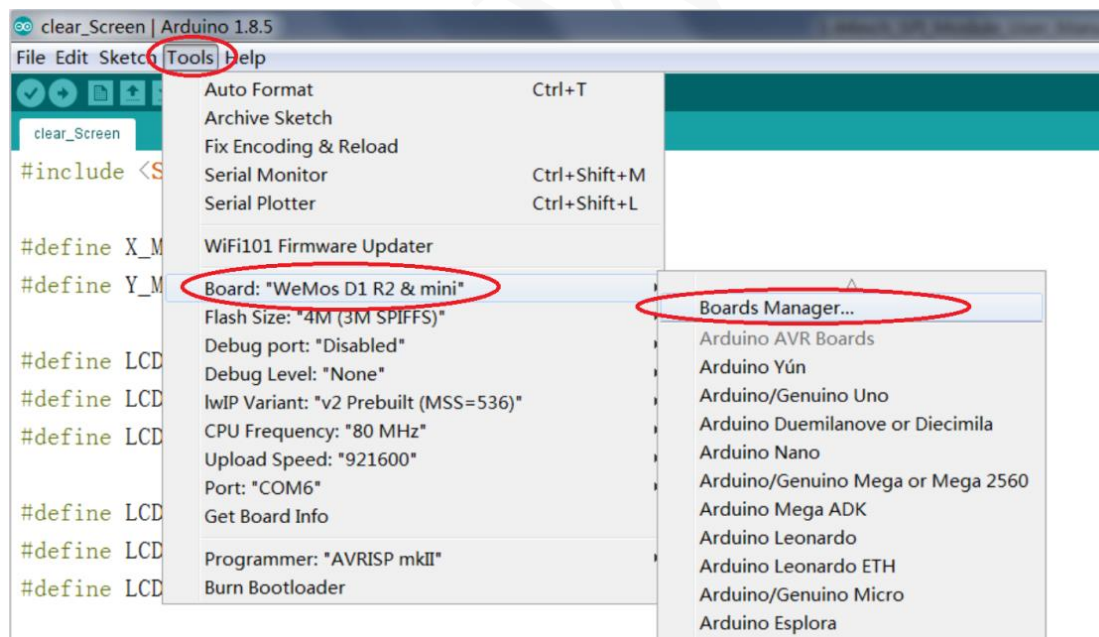 clear_Screen | Arduino 1.8.5
File Edit Sketch Tools Help
clear_Screen
#include <S
#define X_M
#define Y_M
#define LCD
#define LCD
#define LCD
#define LCD
#define LCD
#define LCD
Auto Format Ctrl+T
Archive Sketch
Fix Encoding & Reload
Serial Monitor Ctrl+Shift+M
Serial Plotter Ctrl+Shift+L
WiFi101 Firmware Updater
Board: "WeMos D1 R2 & mini"
Flash Size: "4M (3M SPIFFS)"
Debug port: "Disabled"
Debug Level: "None"
lwIP Variant: "v2 Prebuilt (MSS=536)"
CPU Frequency: "80 MHz"
Upload Speed: "921600"
Port: "COM6"
Get Board Info
Programmer: "AVRISP mkII"
Burn Bootloader
Boards Manager...
Arduino AVR Boards
Arduino Yún
Arduino/Genuino Uno
Arduino Duemilanove or Diecimila
Arduino Nano
Arduino/Genuino Mega or Mega 2560
Arduino Mega ADK
Arduino Leonardo
Arduino Leonardo ETH
Arduino/Genuino Micro
Arduino Esplora